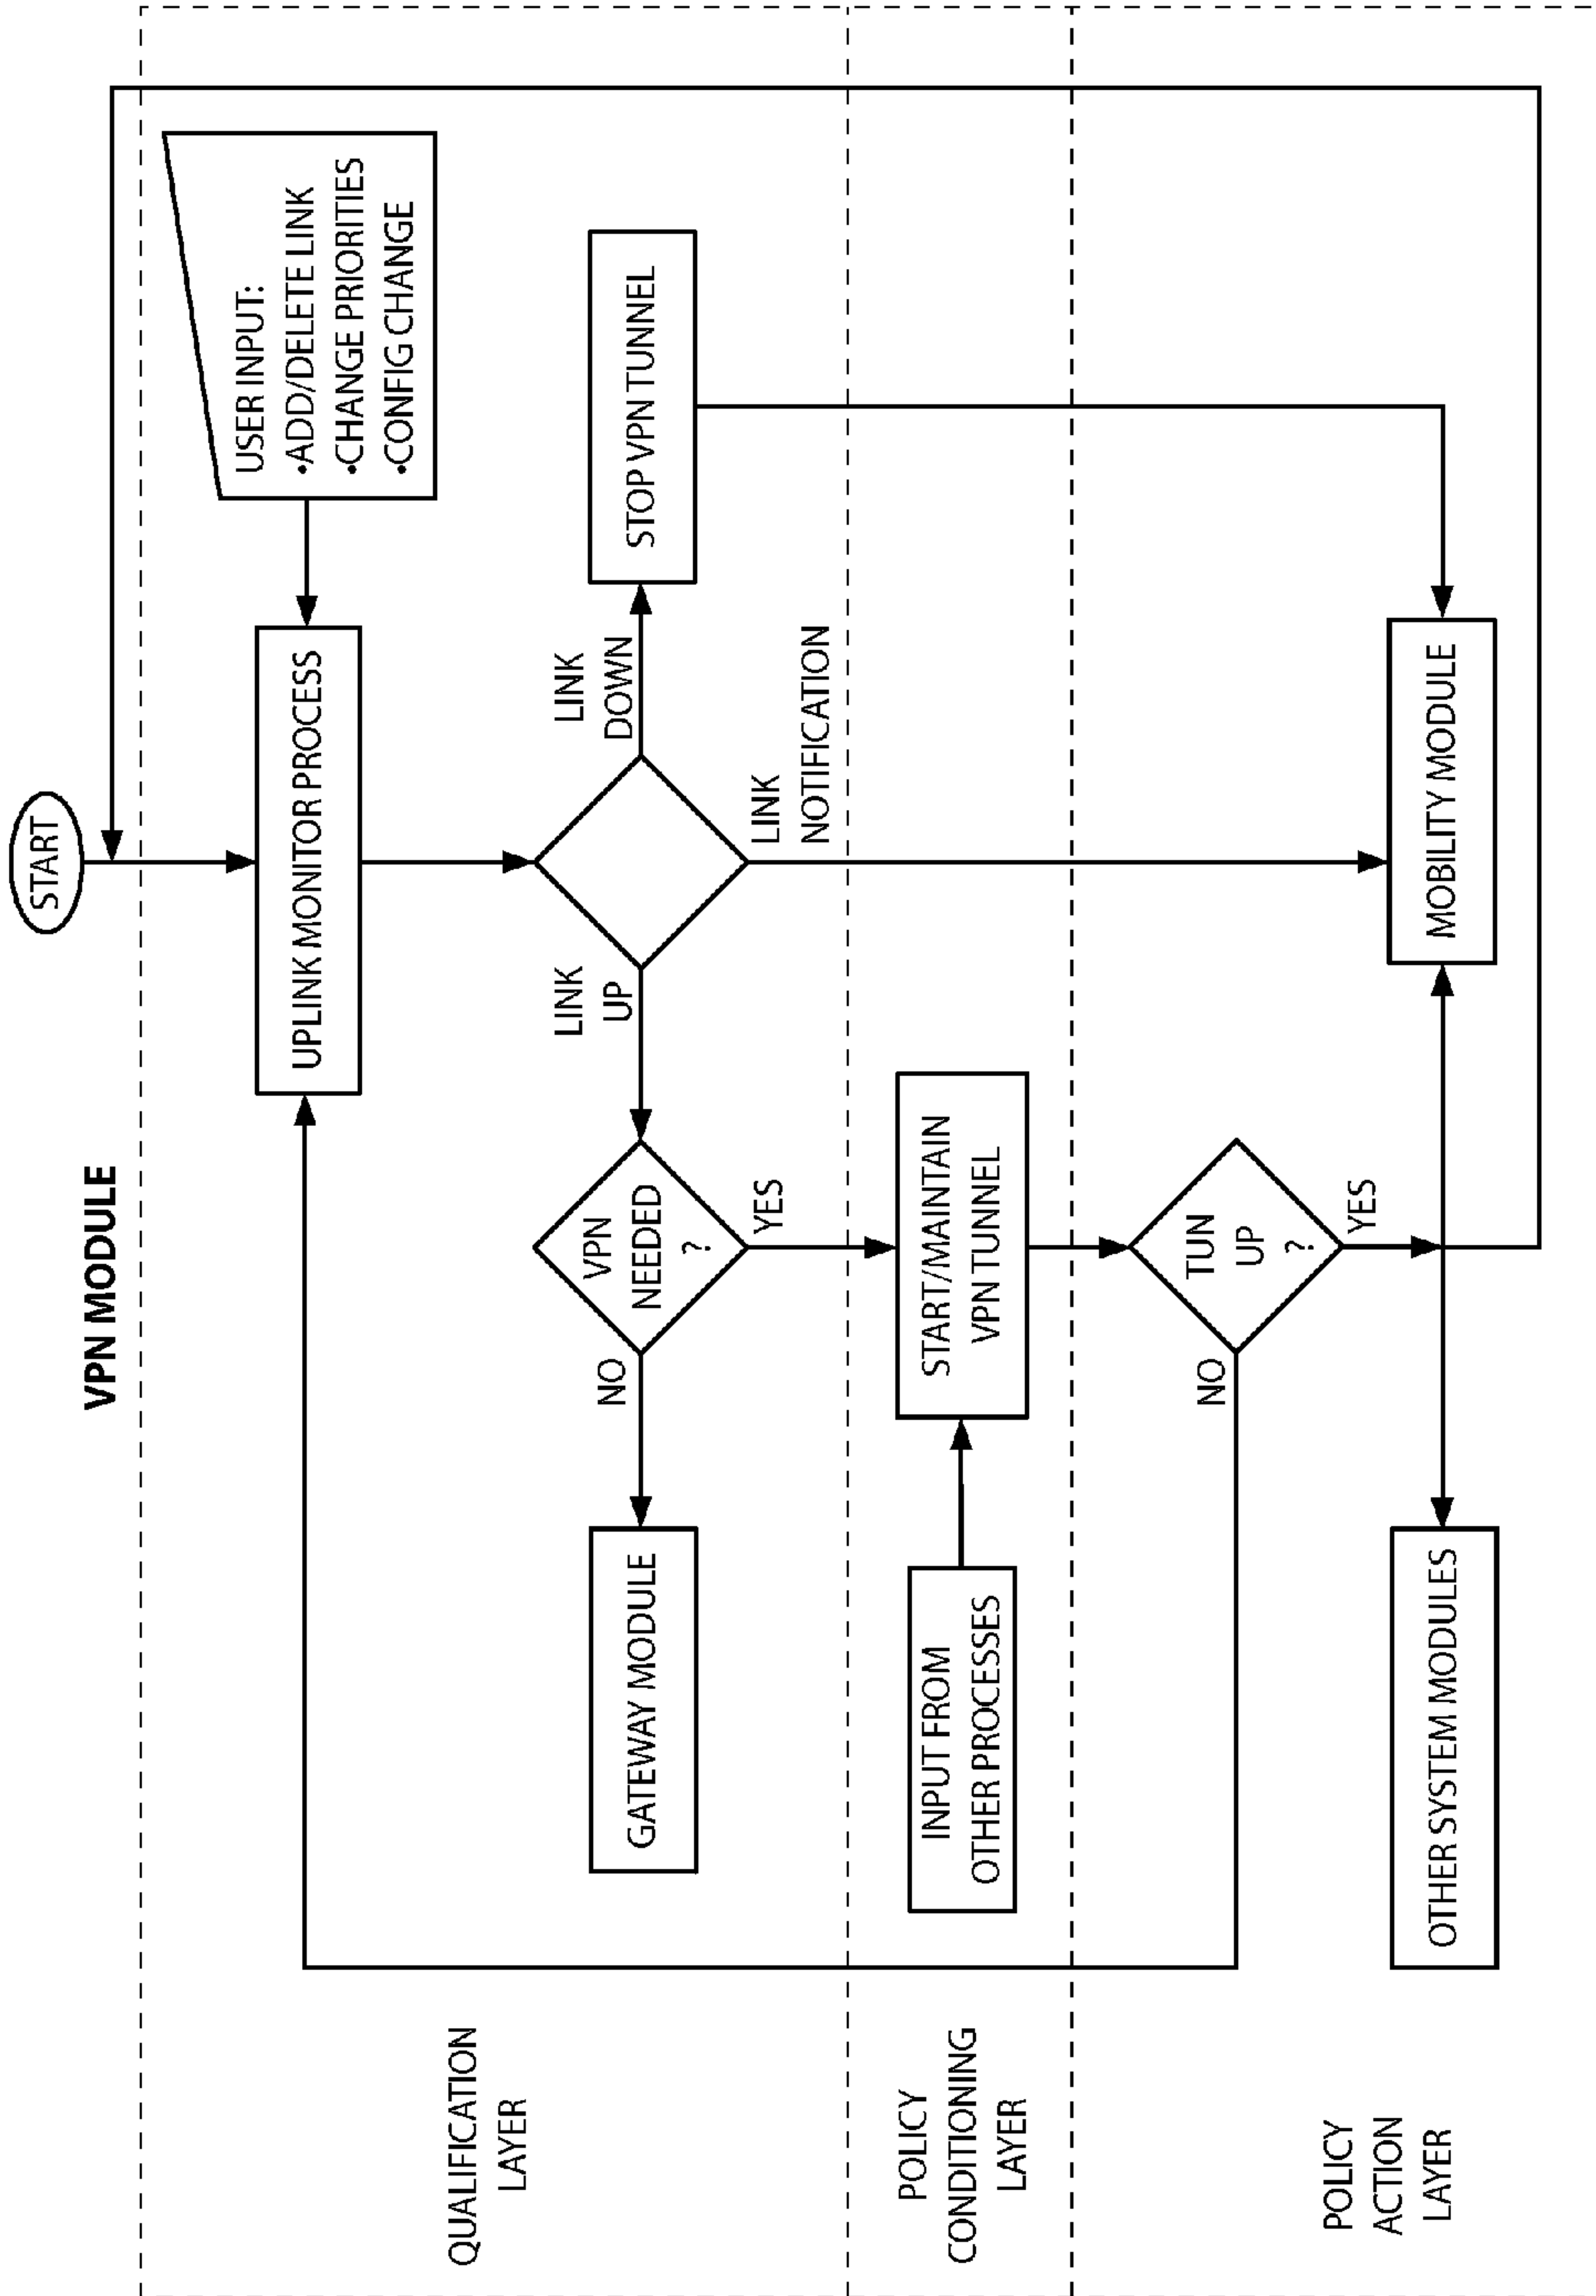 VPN MODULE
START
UPLINK MONITOR PROCESS
USER INPUT:
•ADD/DELETE LINK
•CHANGE PRIORITIES
•CONFIG CHANGE
QUALIFICATION
LAYER
GATEWAY MODULE
NO
VPN
NEEDED
?
YES
LINK
UP
LINK
DOWN
STOP VPN TUNNEL
LINK
NOTIFICATION
POLICY
CONDITIONING
LAYER
INPUT FROM
OTHER PROCESSES
START/MAINTAIN
VPN TUNNEL
POLICY
ACTION
LAYER
NO
TUN
UP
?
YES
OTHER SYSTEM MODULES
MOBILITY MODULE